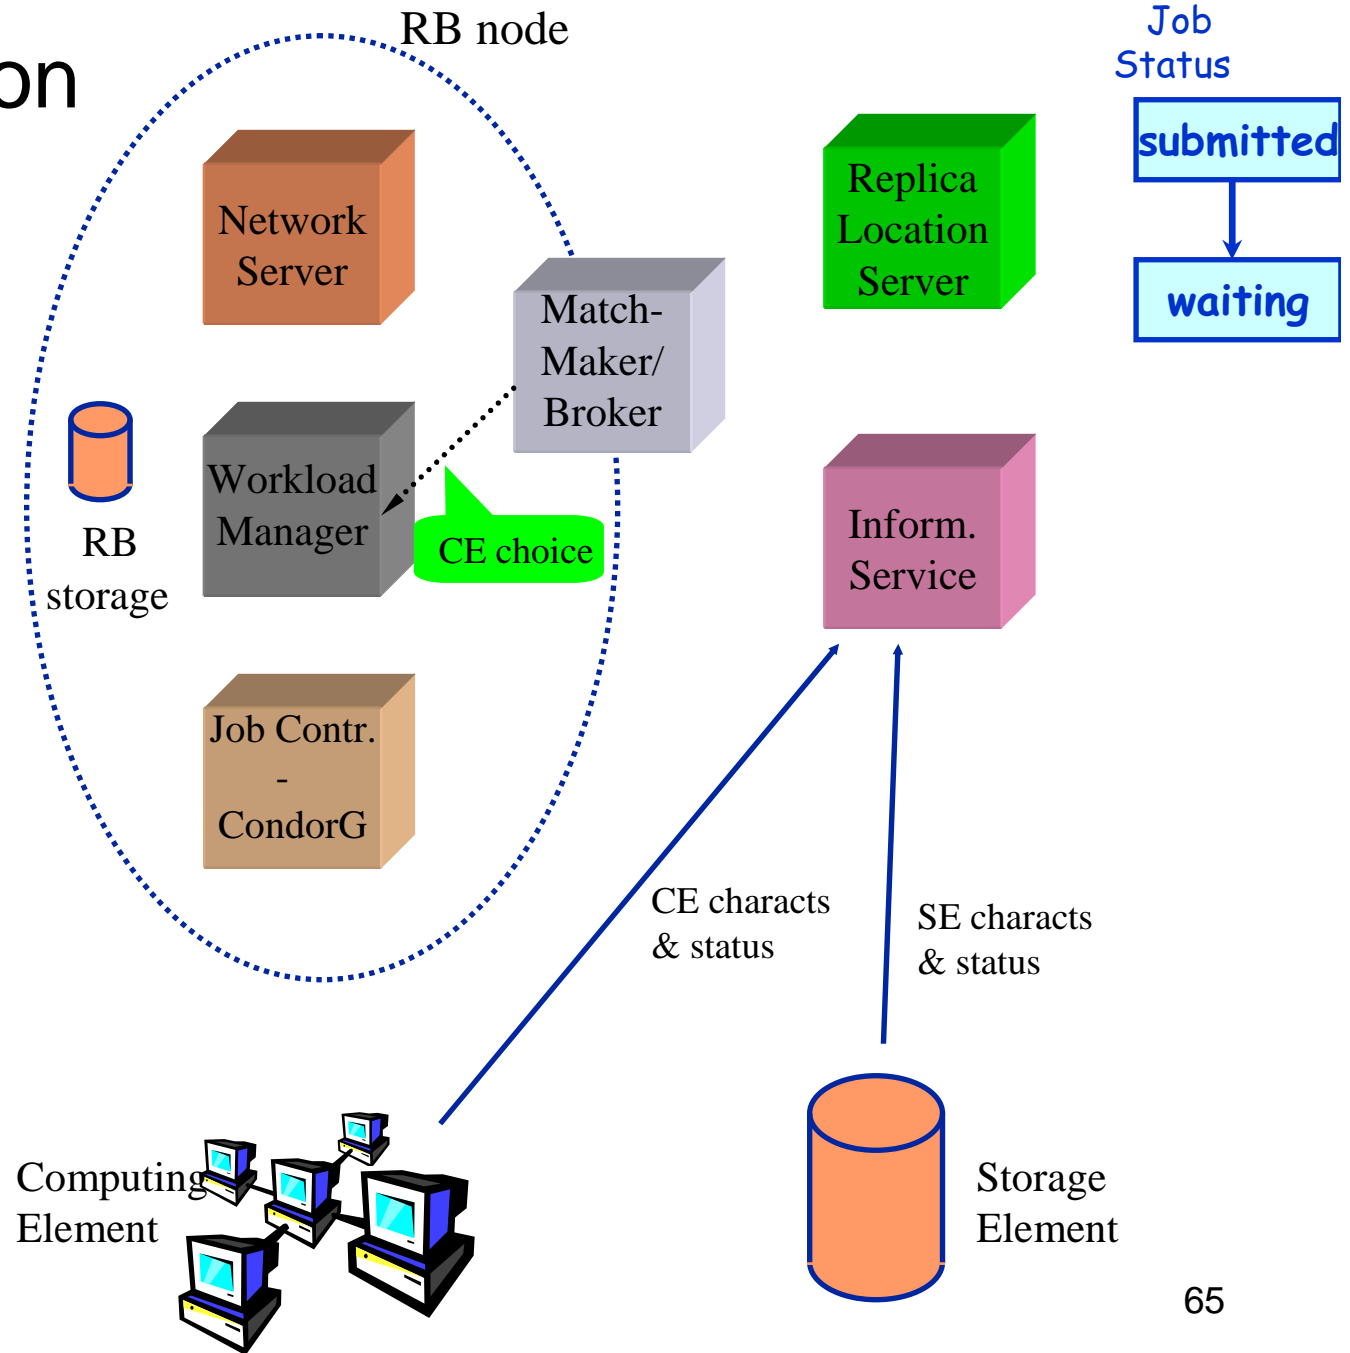 RB node
on
Job
Status
submitted
waiting
Network
Server
Replica
Location
Server
Match-
Maker/
Broker
Workload
Manager
CE choice
RB
storage
Inform.
Service
Job Contr.
-
CondorG
CE characts
& status
SE characts
& status
Computing
Element
Storage
Element
65